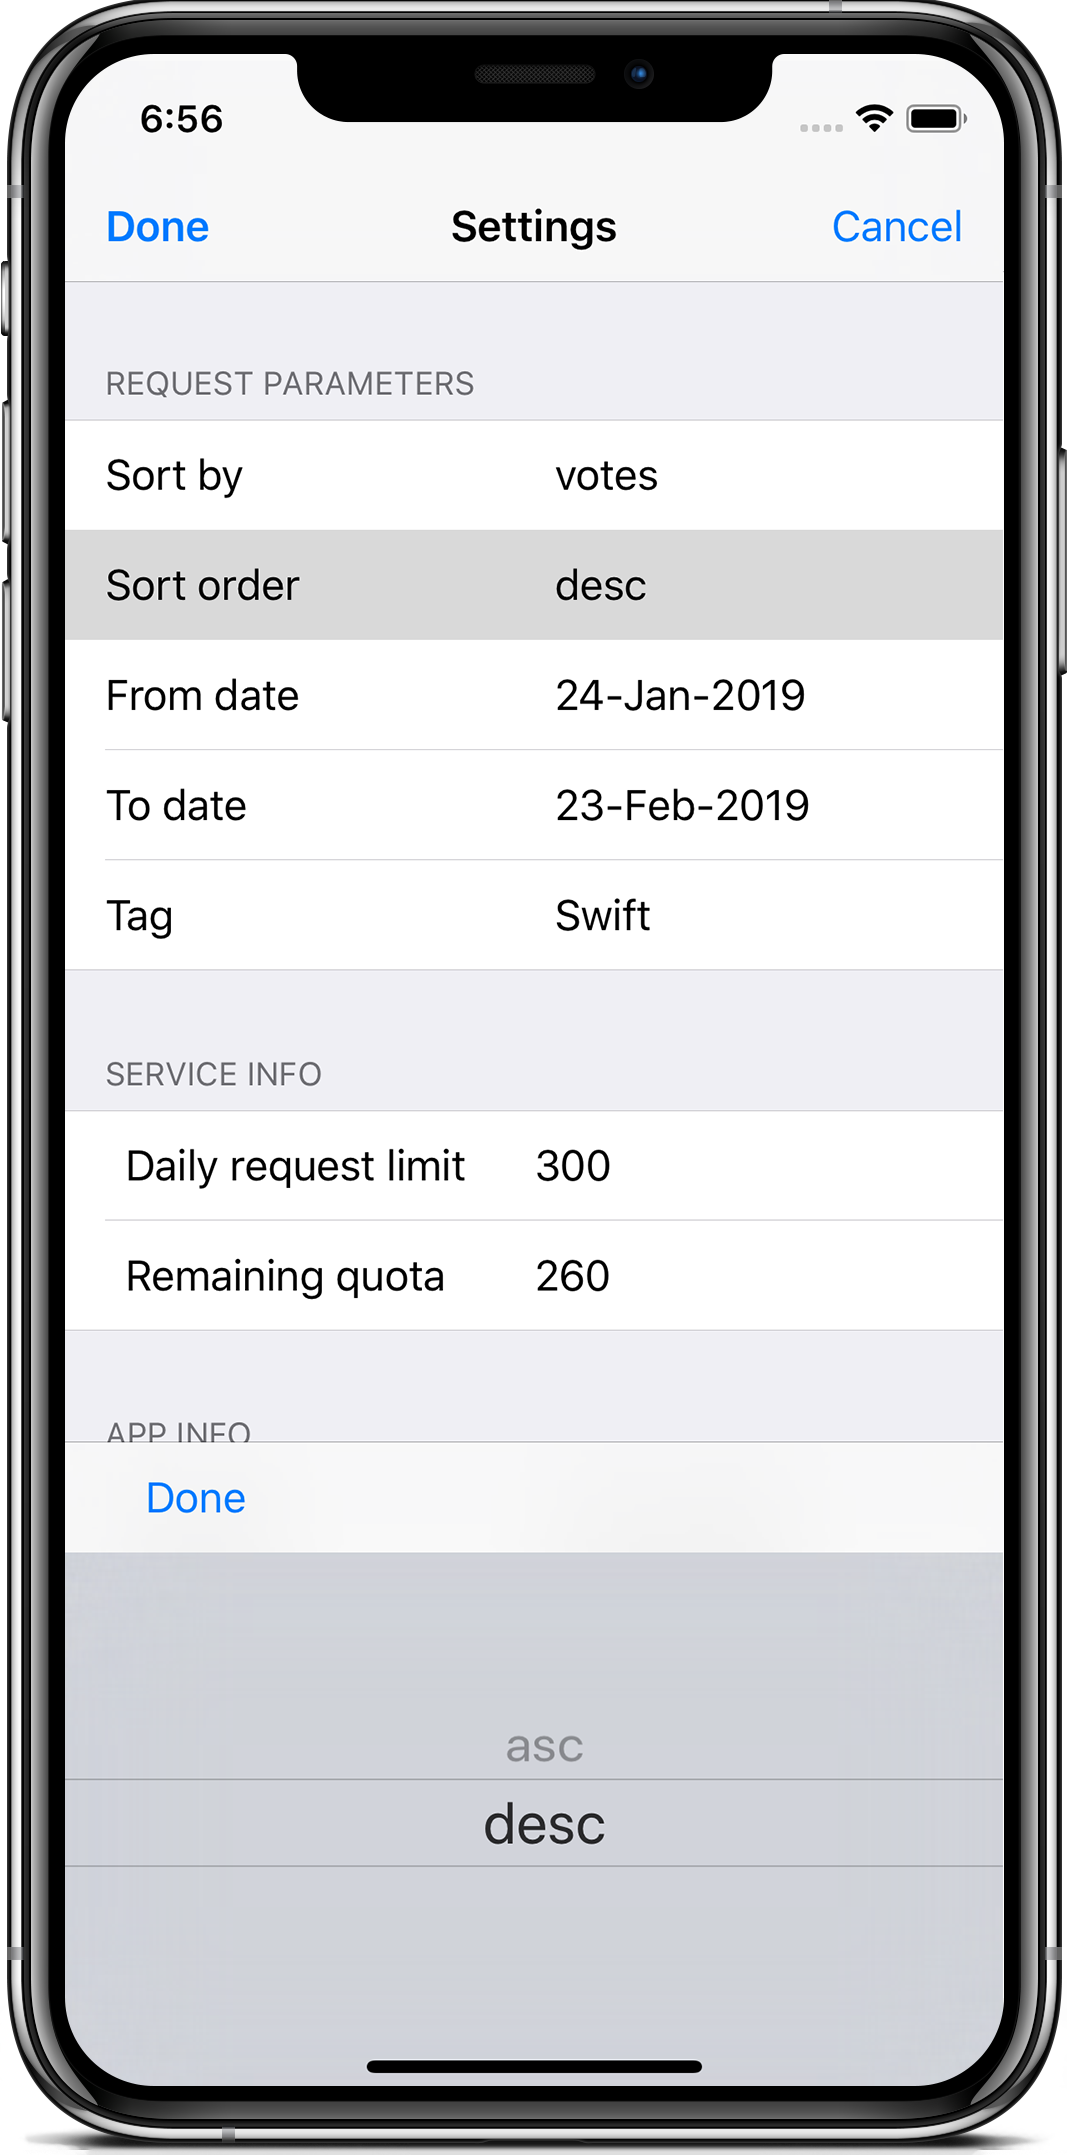 6:56
Done Settings Cancel
REQUEST PARAMETERS
Sort by votes
Sort order desc
From date 24-Jan-2019
To date 23-Feb-2019
Tag Swift
SERVICE INFO
Daily request limit 300
Remaining quota 260
APP INFO
Done
asc
desc